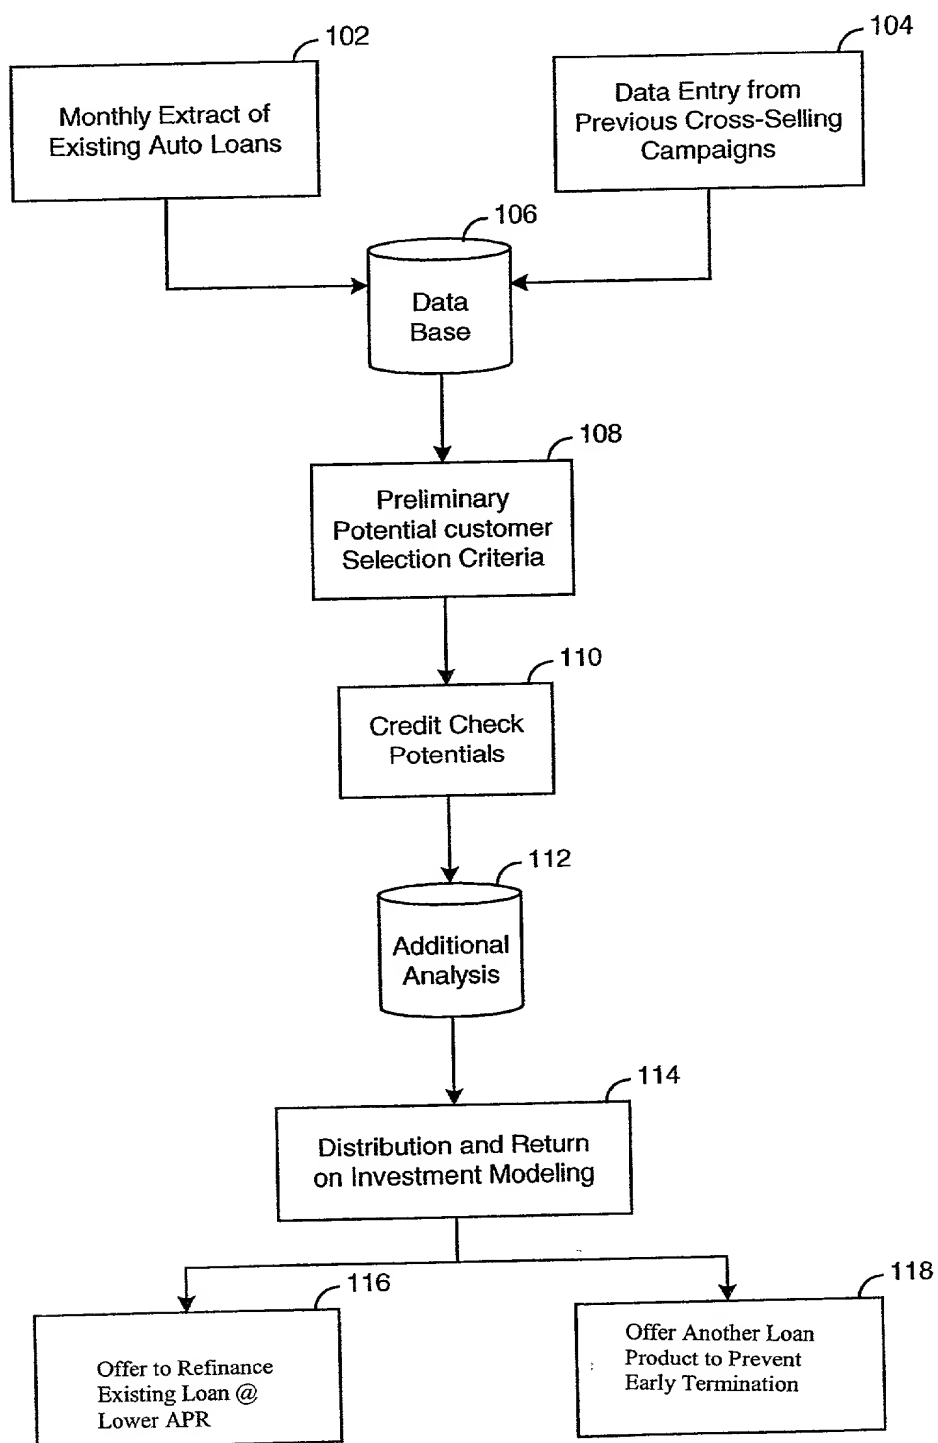 102
Monthly Extract of
Existing Auto Loans
104
Data Entry from
Previous Cross-Selling
Campaigns
106
Data
Base
108
Preliminary
Potential customer
Selection Criteria
110
Credit Check
Potentials
112
Additional
Analysis
114
Distribution and Return
on Investment Modeling
116
Offer to Refinance
Existing Loan @
Lower APR
118
Offer Another Loan
Product to Prevent
Early Termination